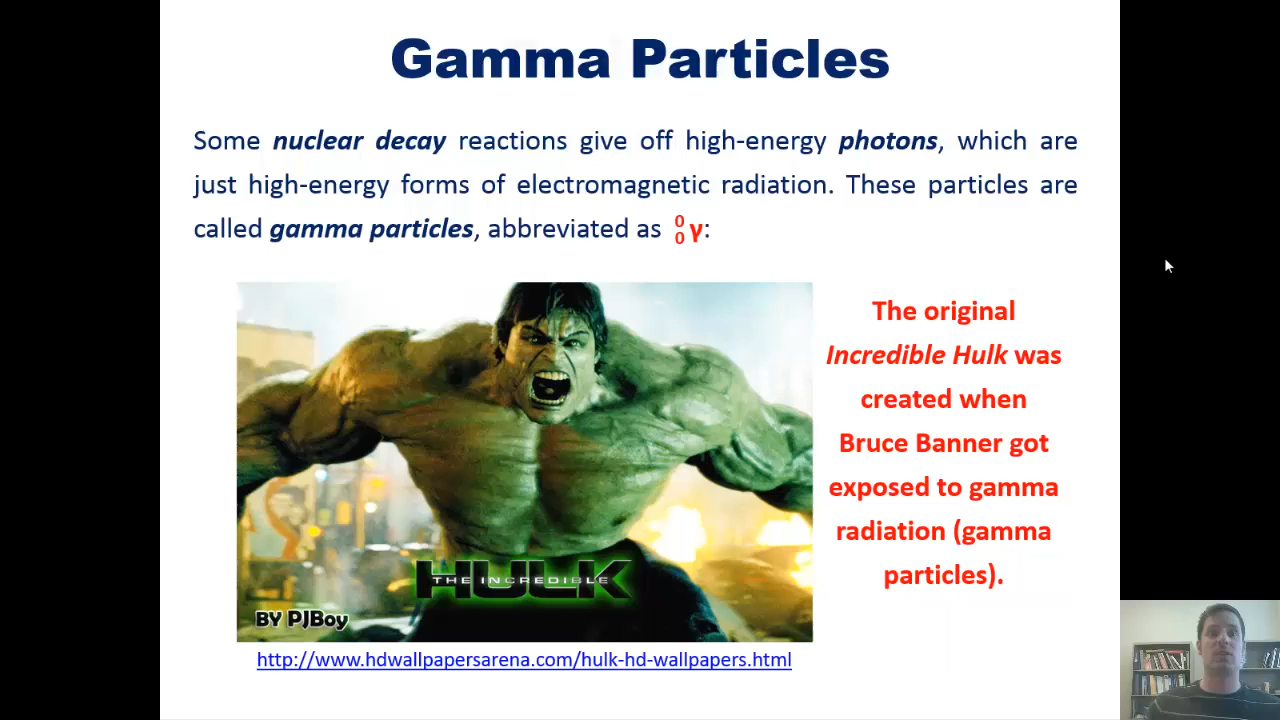 Gamma Particles
Some nuclear decay reactions give off high-energy photons, which are
just high-energy forms of electromagnetic radiation. These particles are
called gamma particles, abbreviated as ⁰₀γ:
The original
Incredible Hulk was
created when
Bruce Banner got
exposed to gamma
radiation (gamma
particles).
THE INCREDIBLE
HULK
BY PJBoy
http://www.hdwallpapersarena.com/hulk-hd-wallpapers.html